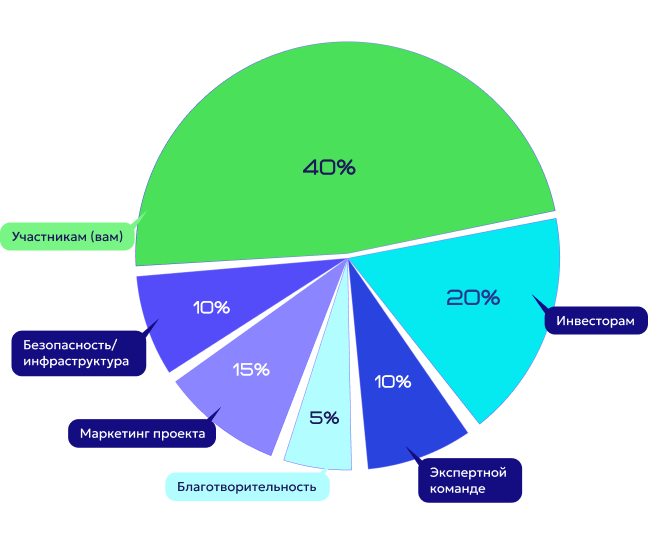 40%
Участникам (вам)
20%
Инвесторам
10%
Безопасность/
инфраструктура
15%
Маркетинг проекта
5%
Благотворительность
10%
Экспертной
команде